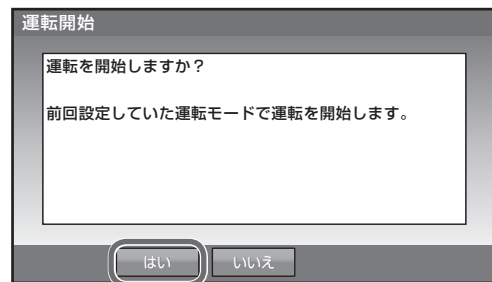 運転開始
運転を開始しますか？
前回設定していた運転モードで運転を開始します。
はい
いいえ